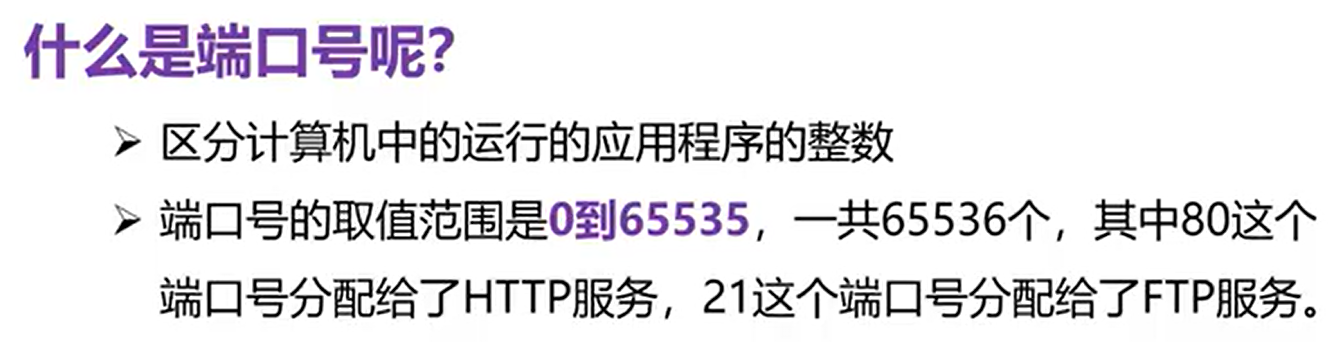 什么是端口号呢?
➢ 区分计算机中的运行的应用程序的整数
➢ 端口号的取值范围是0到65535，一共65536个，其中80这个
端口号分配给了HTTP服务，21这个端口号分配给了FTP服务。